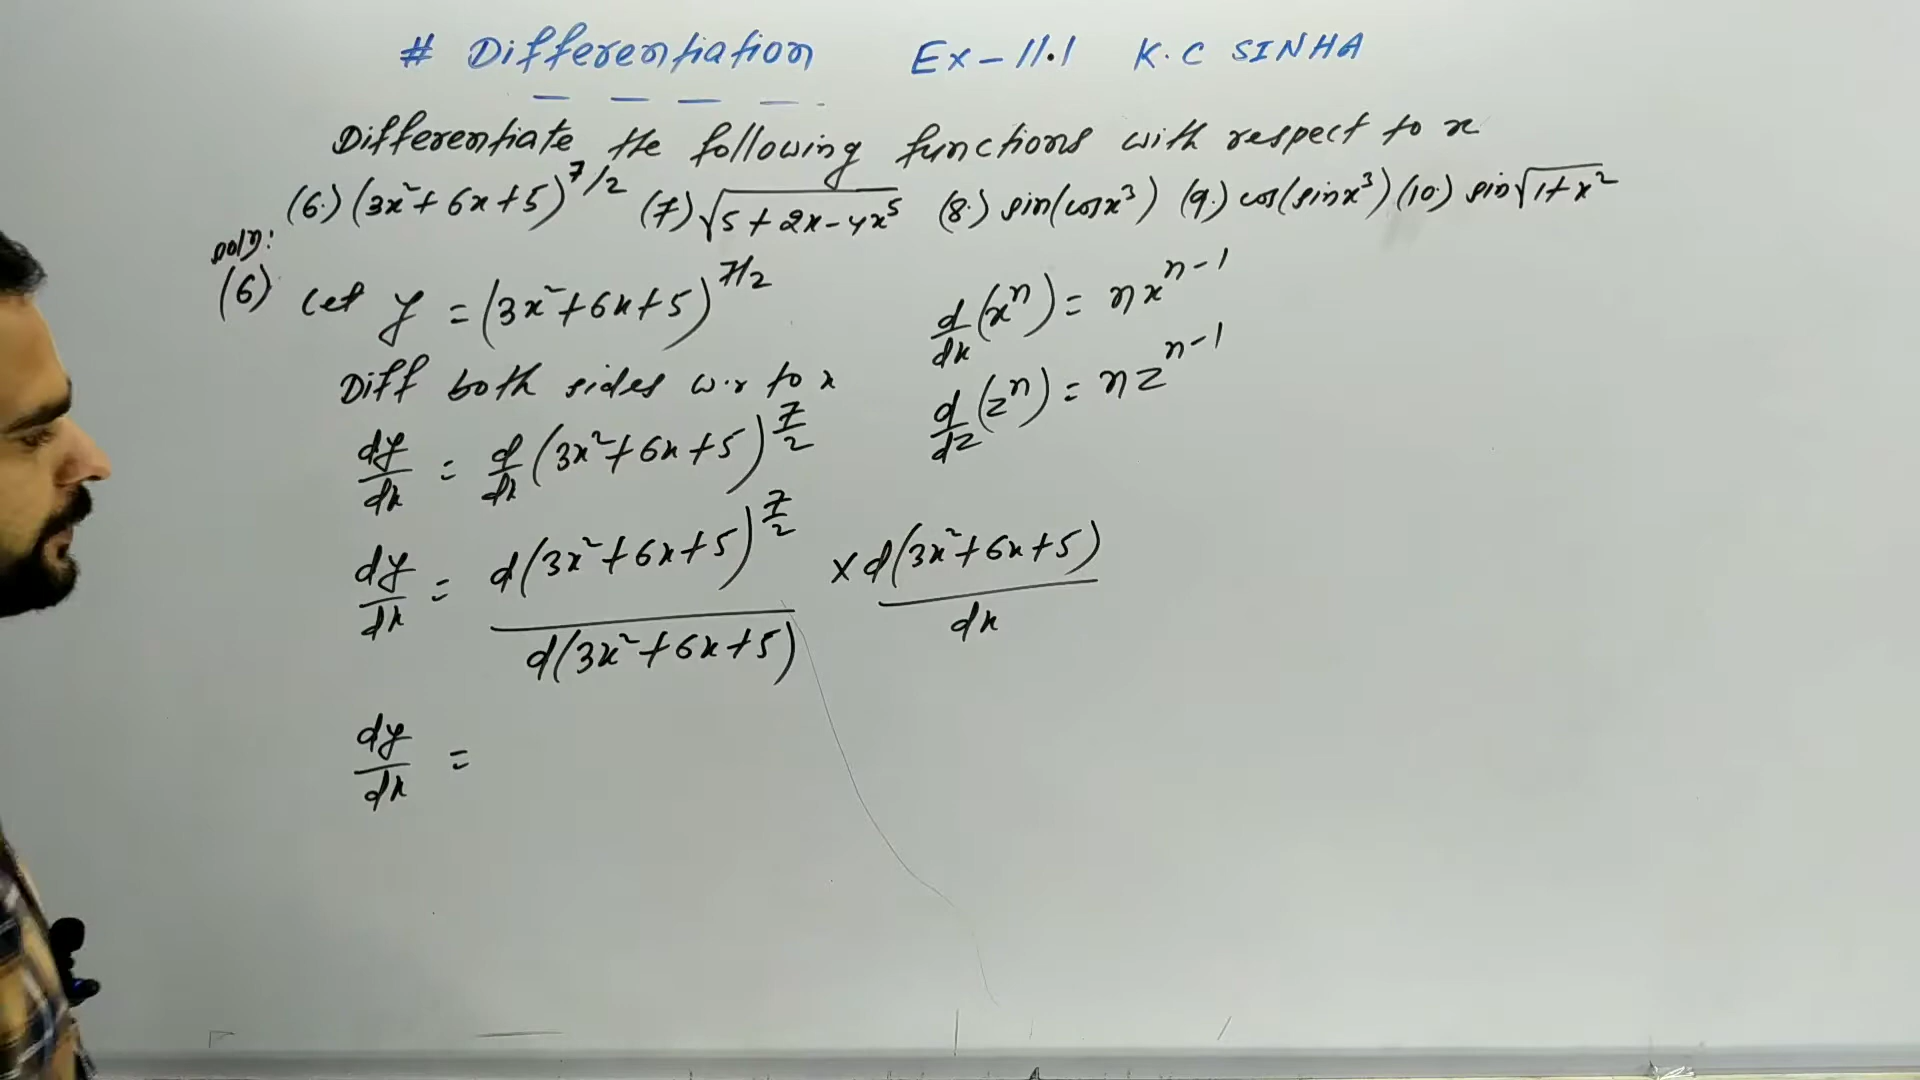 # Differentiation Ex-11.1 K.C SINHA
Differentiate the following functions with respect to x
(6.) (3x²+6x+5)^7/2 (7.) √5+2x-4x⁵ (8.) sin(cosx³) (9.) cos(sinx³) (10.) sin√1+x²
soln:
(6) Let y = (3x²+6x+5)^7/2
d/dx (xⁿ) = nx^n-1
Diff both sides w.r to x
d/dz (zⁿ) = nz^n-1
dy/dx = d/dx (3x²+6x+5)^7/2
dy/dx = d(3x²+6x+5)^7/2 / d(3x²+6x+5) × d(3x²+6x+5) / dx
dy/dx =